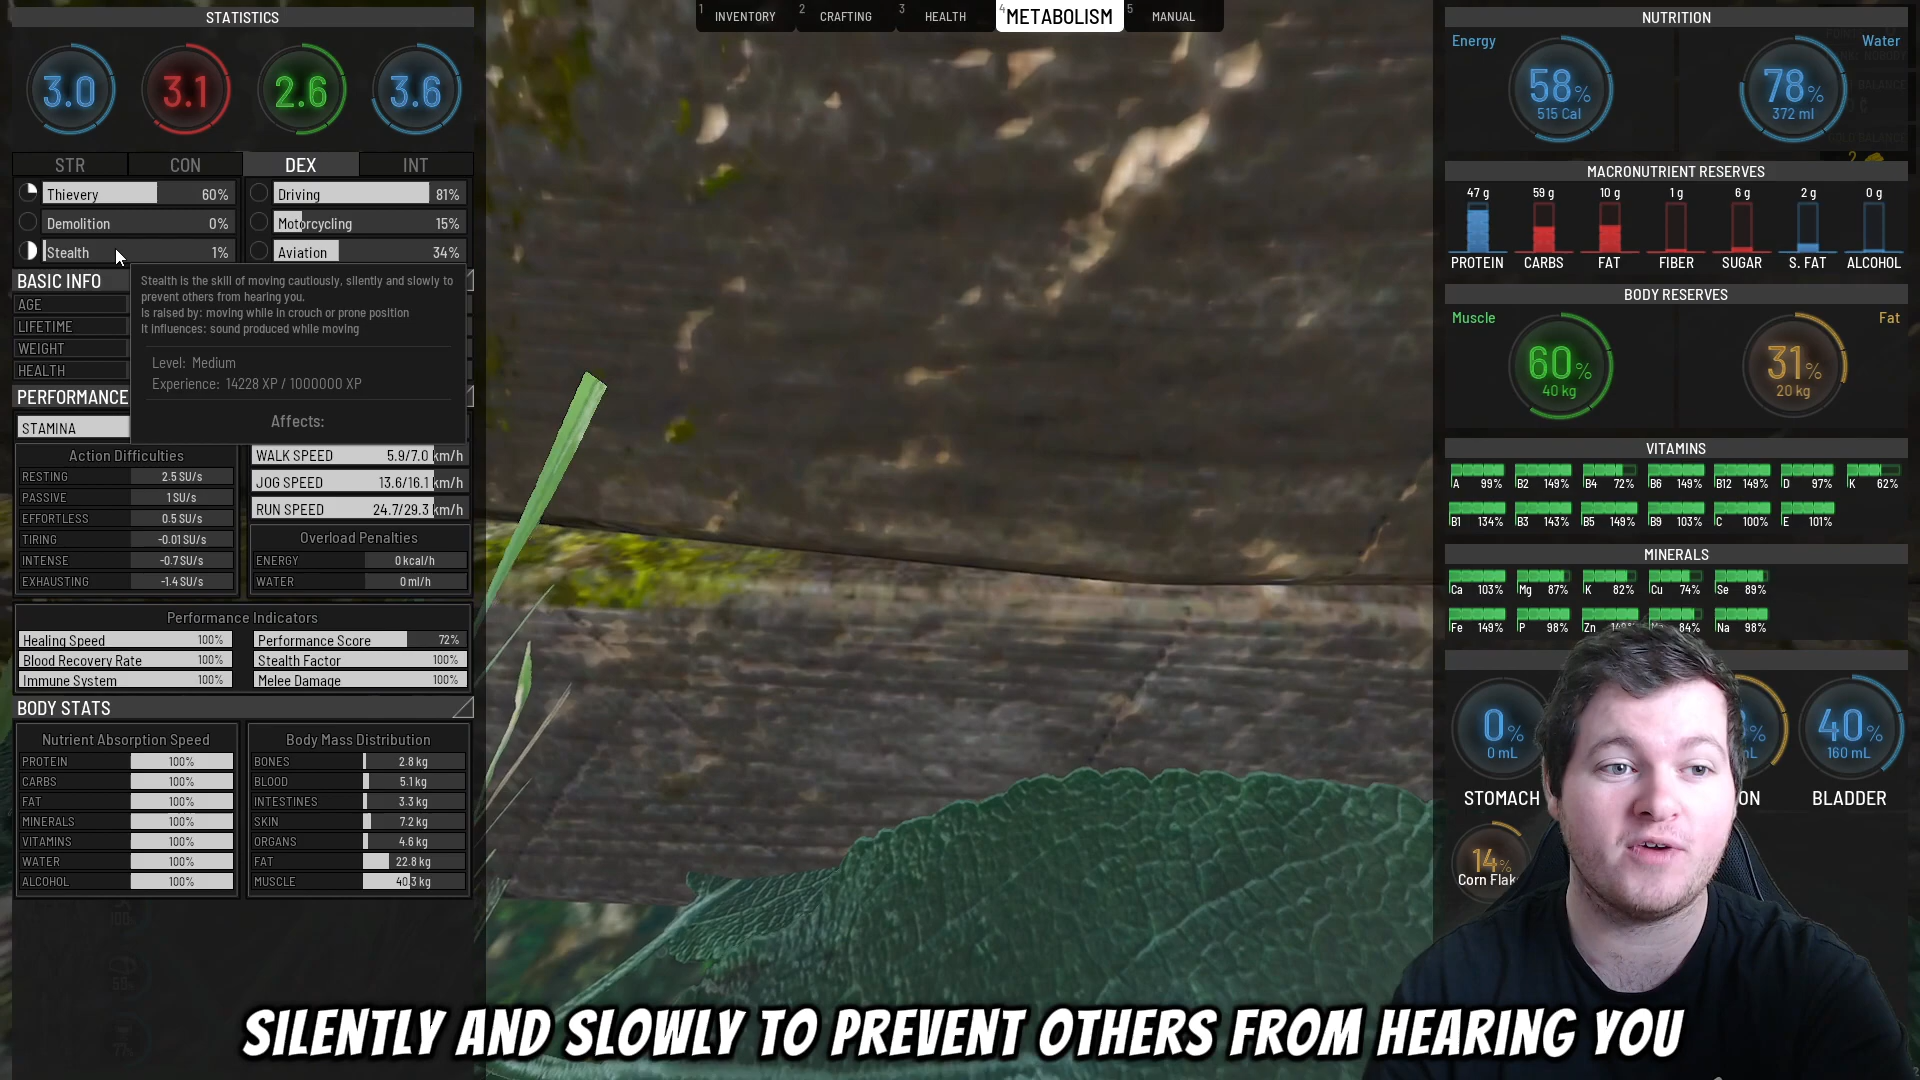 STATISTICS
3.0
3.1
2.6
3.6
STR
CON
DEX
INT
Thievery 60%
Demolition 0%
Stealth 1%
Driving 81%
Motorcycling 15%
Aviation 34%
BASIC INFO
AGE
LIFETIME
WEIGHT
HEALTH
Stealth is the skill of moving cautiously, silently and slowly to
prevent others from hearing you.
Is raised by: moving while in crouch or prone position
It influences: sound produced while moving
Level: Medium
Experience: 14228 XP / 1000000 XP
Affects:
PERFORMANCE
STAMINA
Action Difficulties
RESTING 2.5 SU/s
PASSIVE 1 SU/s
EFFORTLESS 0.5 SU/s
TIRING -0.01 SU/s
INTENSE -0.7 SU/s
EXHAUSTING -1.4 SU/s
WALK SPEED 5.9/7.0 km/h
JOG SPEED 13.6/16.1 km/h
RUN SPEED 24.7/29.3 km/h
Overload Penalties
ENERGY 0 kcal/h
WATER 0 ml/h
Performance Indicators
Healing Speed 100%
Blood Recovery Rate 100%
Immune System 100%
Performance Score 72%
Stealth Factor 100%
Melee Damage 100%
BODY STATS
Nutrient Absorption Speed
PROTEIN 100%
CARBS 100%
FAT 100%
MINERALS 100%
VITAMINS 100%
WATER 100%
ALCOHOL 100%
Body Mass Distribution
BONES 2.8 kg
BLOOD 5.1 kg
INTESTINES 3.3 kg
SKIN 7.2 kg
ORGANS 4.6 kg
FAT 22.8 kg
MUSCLE 40.3 kg
1 INVENTORY
2 CRAFTING
3 HEALTH
4 METABOLISM
5 MANUAL
NUTRITION
Energy
Water
58%
515 Cal
78%
372 ml
MACRONUTRIENT RESERVES
47 g 59 g 10 g 1 g 6 g 2 g 0 g
PROTEIN CARBS FAT FIBER SUGAR S. FAT ALCOHOL
BODY RESERVES
Muscle
Fat
60%
40 kg
31%
20 kg
VITAMINS
A 99% B2 149% B4 72% B6 149% B12 149% D 97% K 62%
B1 134% B3 143% B5 149% B9 103% C 100% E 101%
MINERALS
Ca 103% Mg 87% K 82% Cu 74% Se 89%
Fe 149% P 98% Zn 84% Na 98%
0%
0 mL
40%
160 mL
STOMACH
BLADDER
14%
Corn Flak
SILENTLY AND SLOWLY TO PREVENT OTHERS FROM HEARING YOU